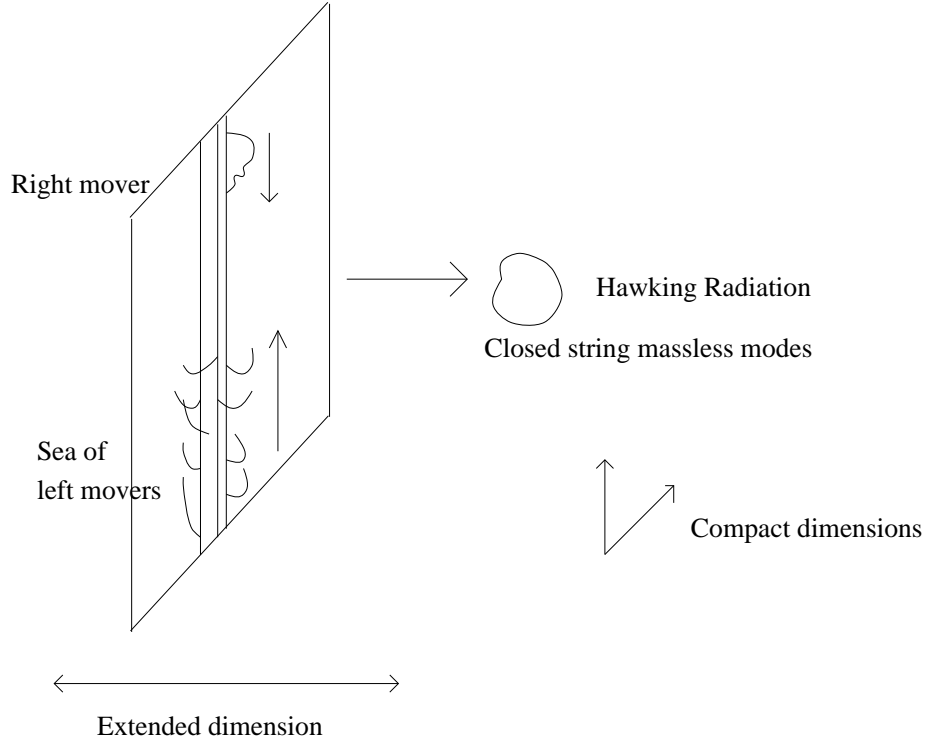 Right mover
Hawking Radiation
Closed string massless modes
Sea of
left movers
Compact dimensions
Extended dimension